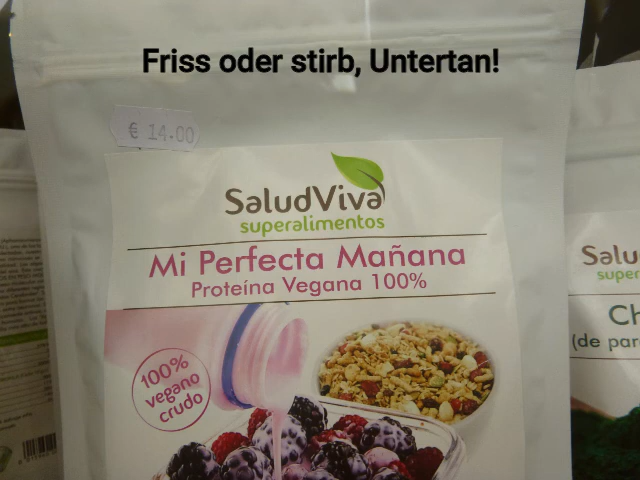 Friss oder stirb, Untertan!
€ 14.00
SaludViva
superalimentos
Mi Perfecta Mañana
Proteína Vegana 100%
100%
vegano
crudo
Salu
super
Ch
(de par